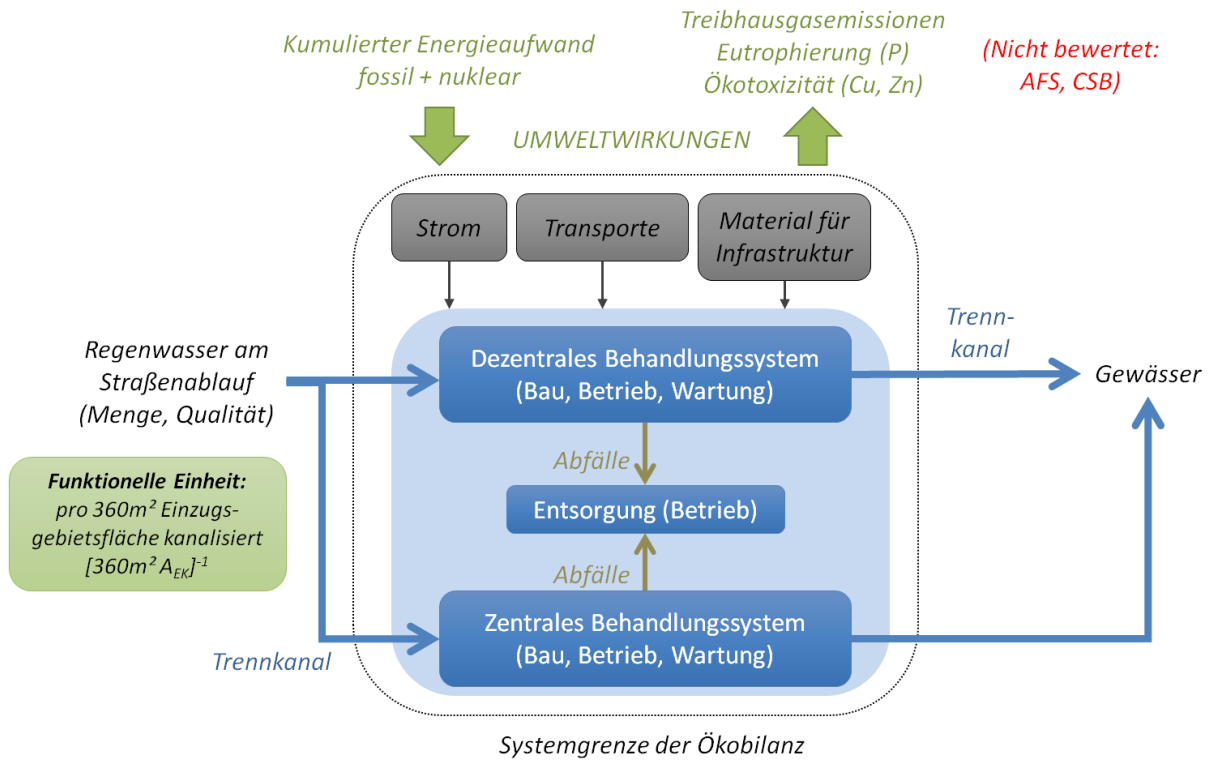 Kumulierter Energieaufwand
fossil + nuklear
Treibhausgasemissionen
Eutrophierung (P)
Ökotoxizität (Cu, Zn)
(Nicht bewertet:
AFS, CSB)
UMWELTWIRKUNGEN
Strom
Transporte
Material für
Infrastruktur
Regenwasser am
Straßenablauf
(Menge, Qualität)
Dezentrales Behandlungssystem
(Bau, Betrieb, Wartung)
Trenn-
kanal
Gewässer
Abfälle
Funktionelle Einheit:
pro 360m² Einzugs-
gebietsfläche kanalisiert
[360m² A_EK]⁻¹
Entsorgung (Betrieb)
Abfälle
Zentrales Behandlungssystem
(Bau, Betrieb, Wartung)
Trennkanal
Systemgrenze der Ökobilanz